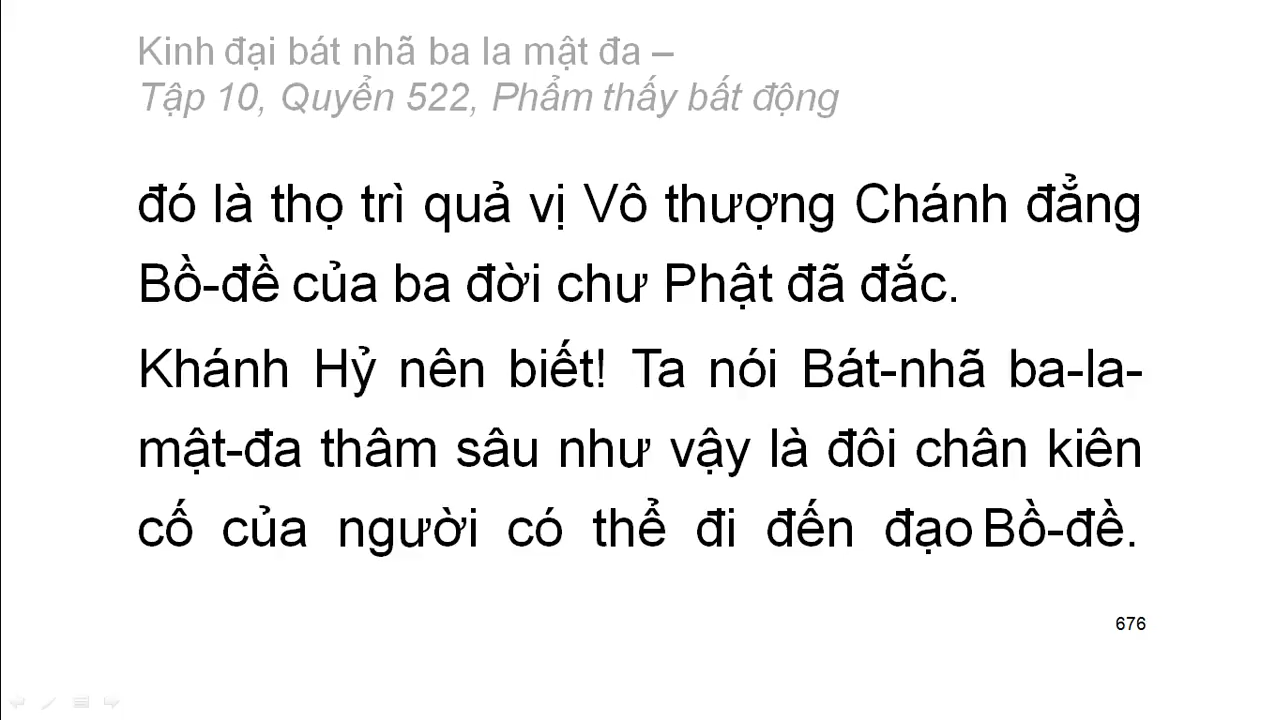 Kinh đại bát nhã ba la mật đa –
Tập 10, Quyển 522, Phẩm thấy bất động
đó là thọ trì quả vị Vô thượng Chánh đẳng
Bồ-đề của ba đời chư Phật đã đắc.
Khánh Hỷ nên biết! Ta nói Bát-nhã ba-la-
mật-đa thâm sâu như vậy là đôi chân kiên
cố của người có thể đi đến đạo Bồ-đề.
676